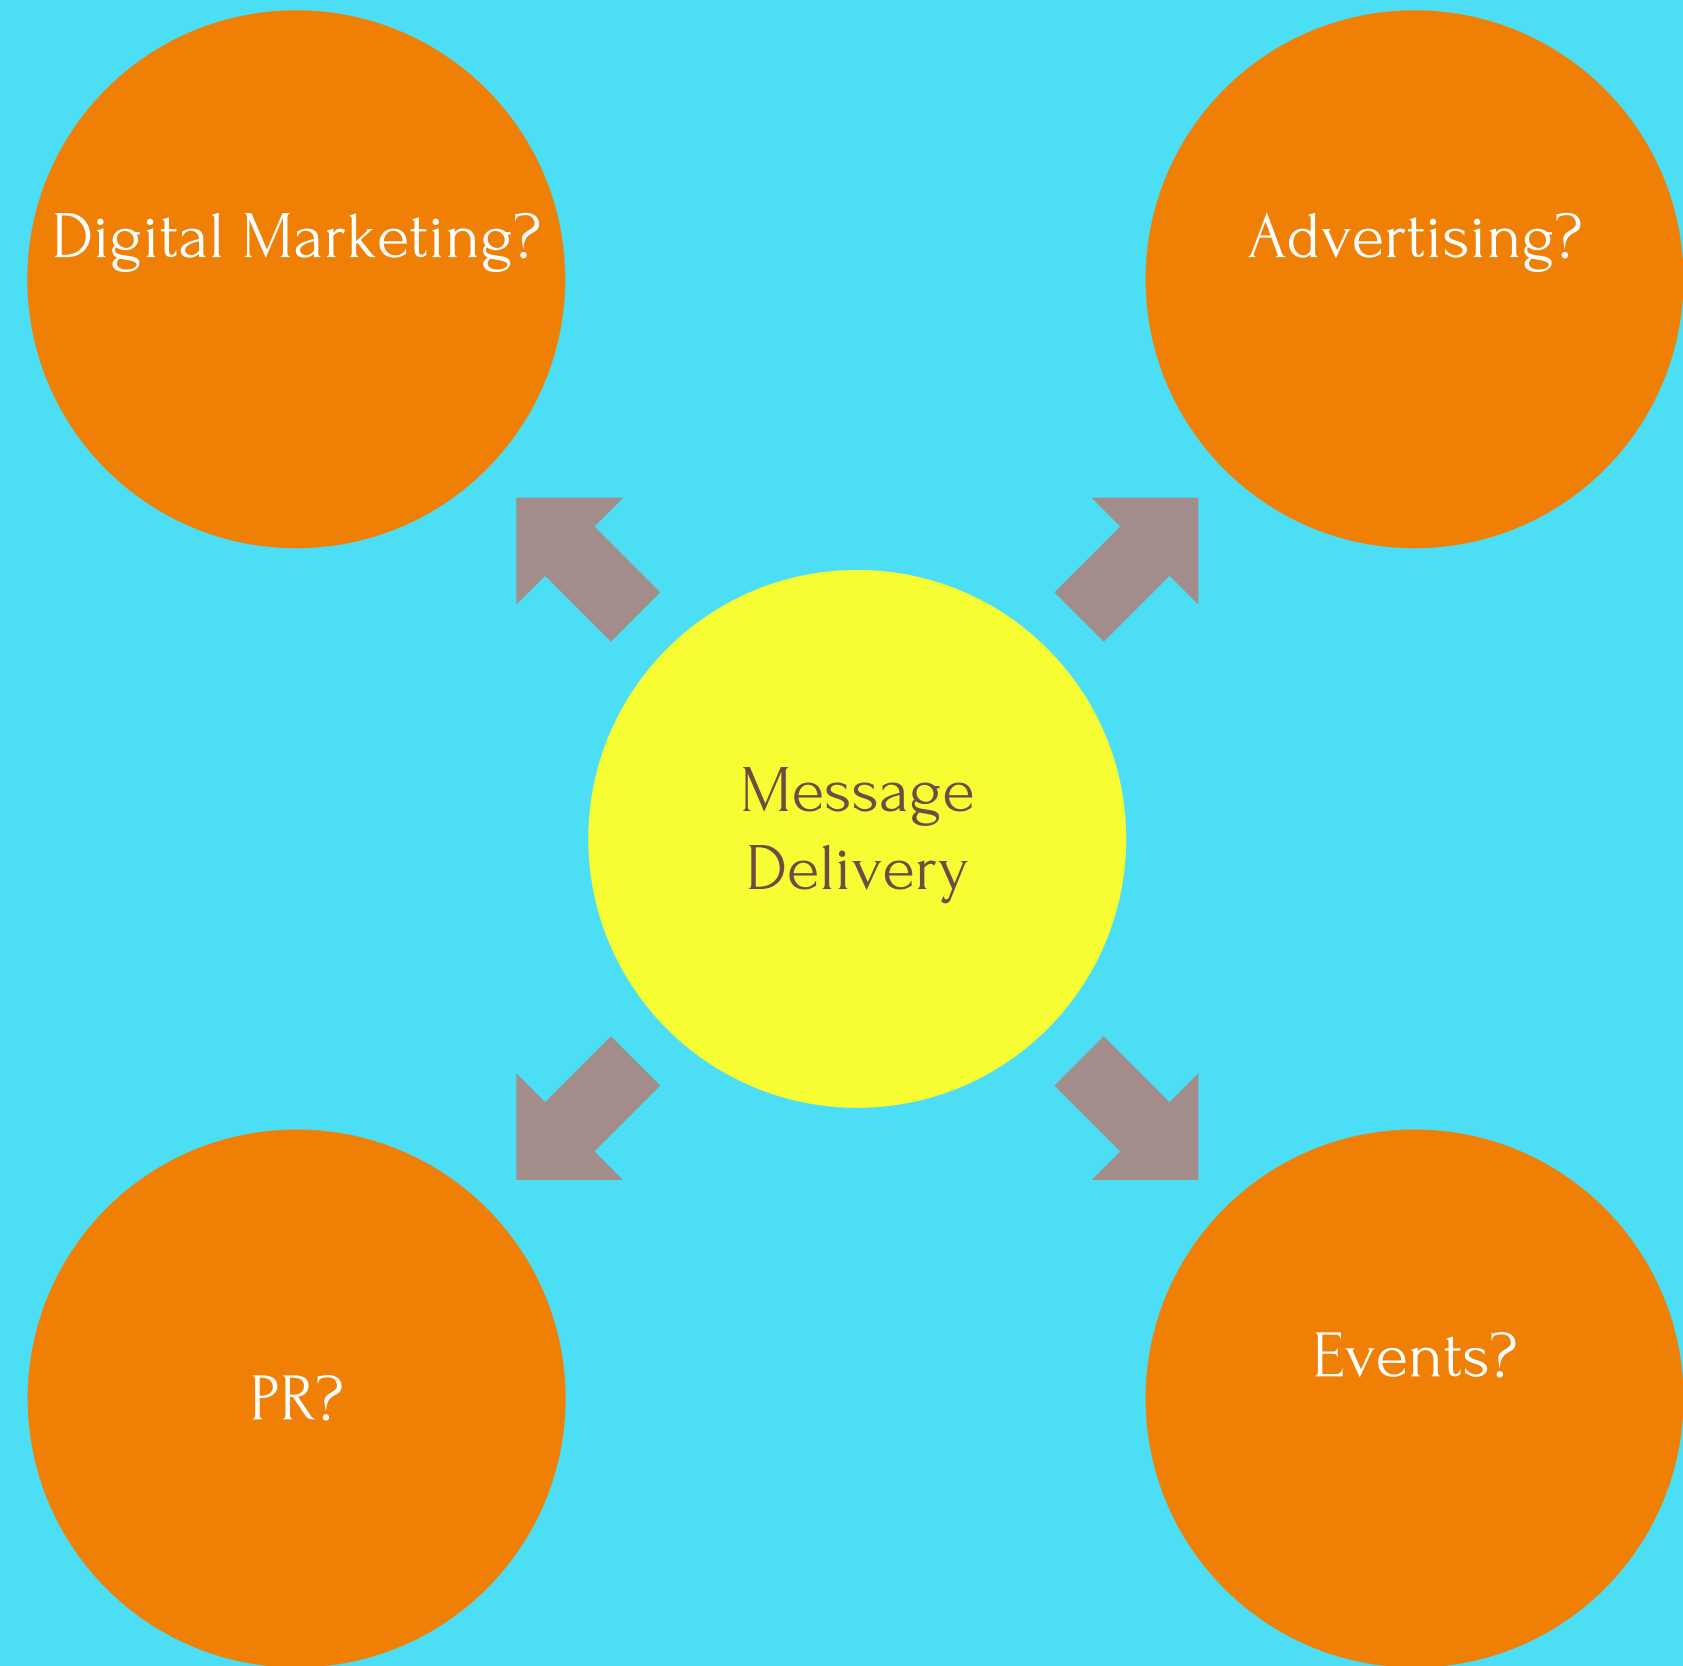 Digital Marketing?
Advertising?
Message
Delivery
PR?
Events?